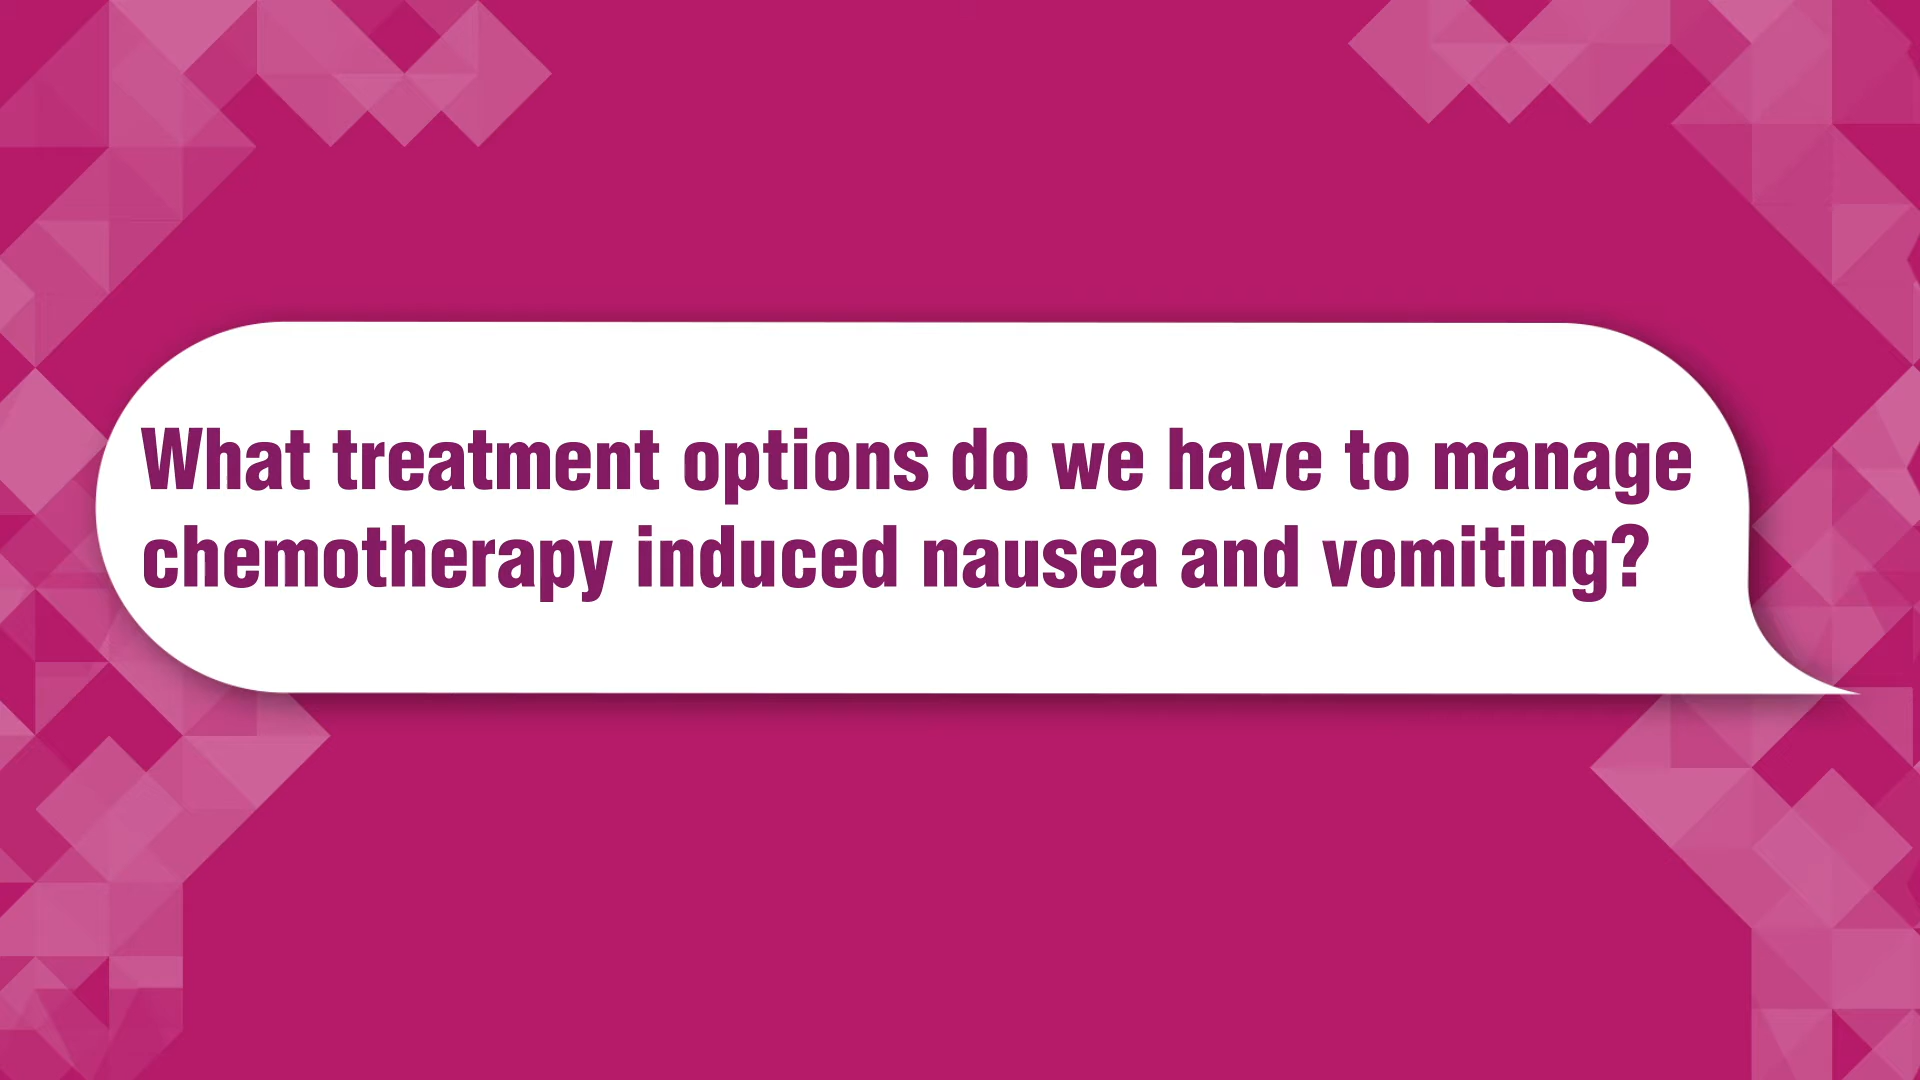 What treatment options do we have to manage
chemotherapy induced nausea and vomiting?